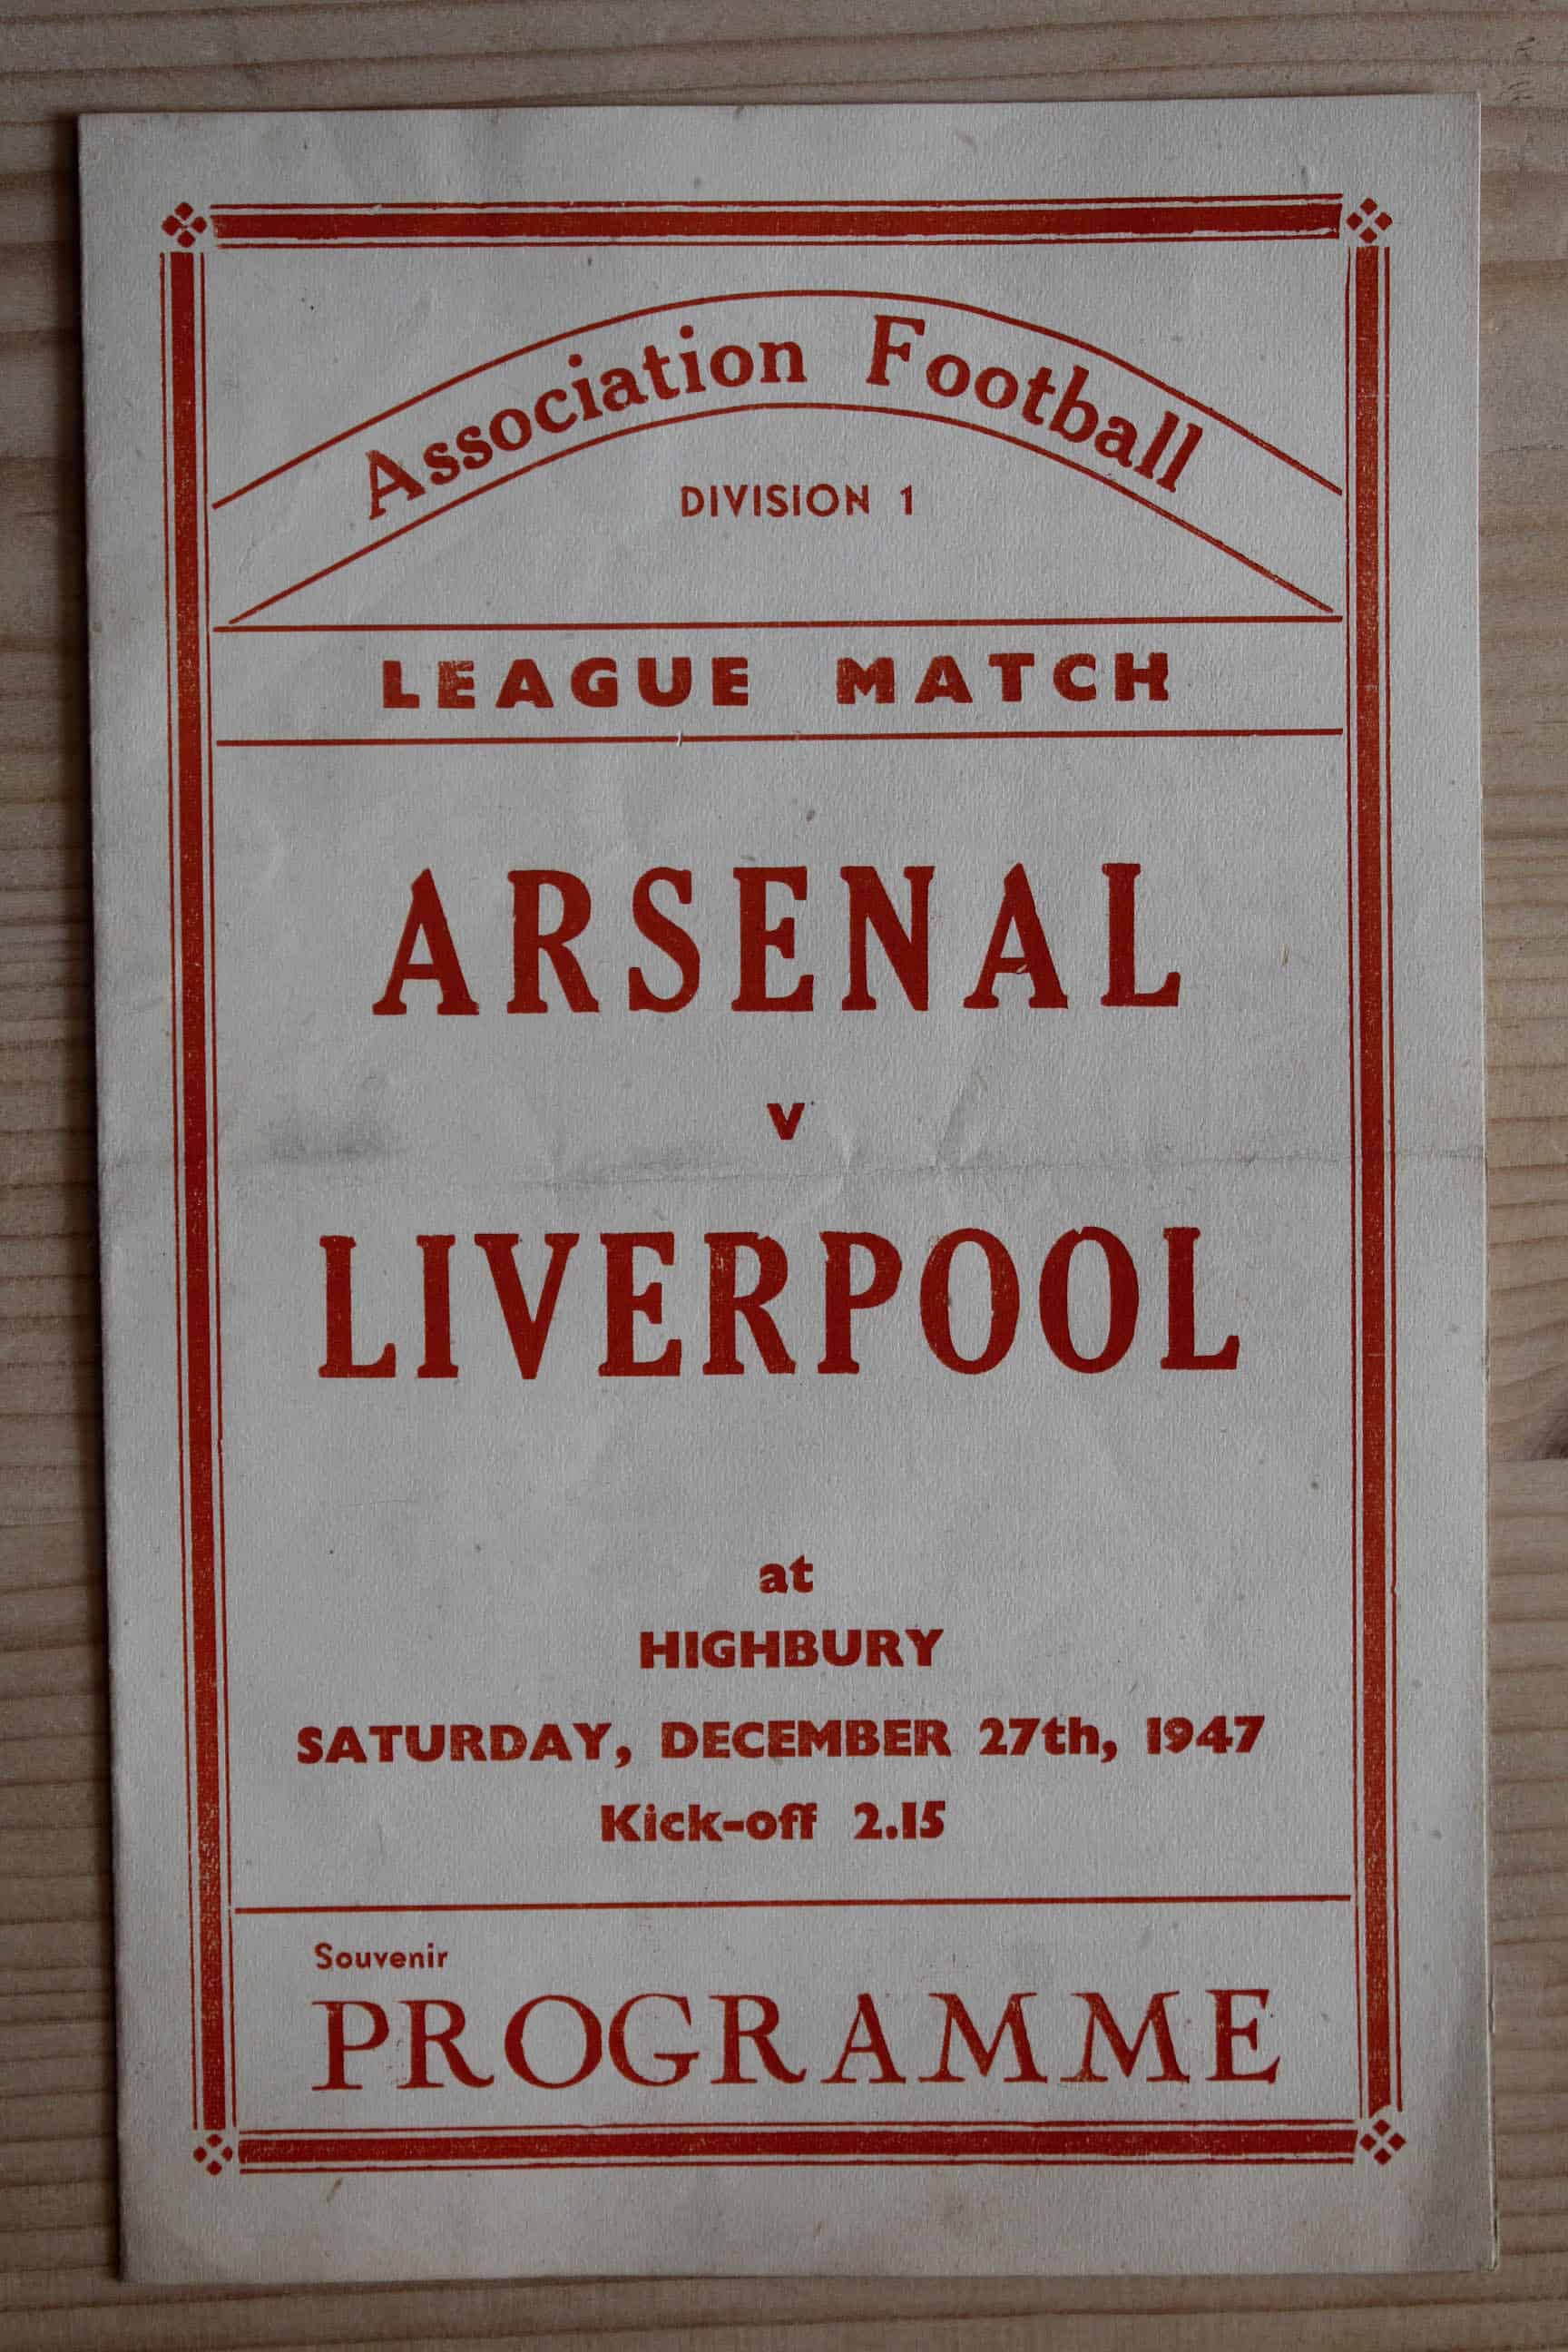 Association Football
DIVISION 1
LEAGUE MATCH
ARSENAL
v
LIVERPOOL
at
HIGHBURY
SATURDAY, DECEMBER 27th, 1947
Kick-off 2.15
Souvenir
PROGRAMME